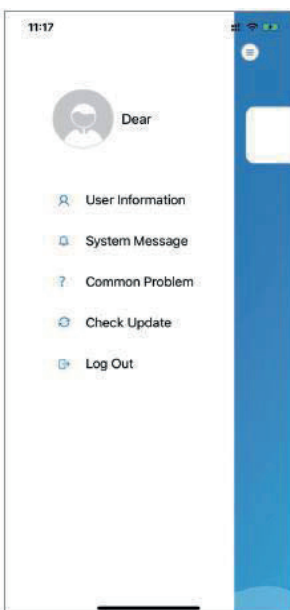 11:17
Dear
User Information
System Message
? Common Problem
Check Update
Log Out